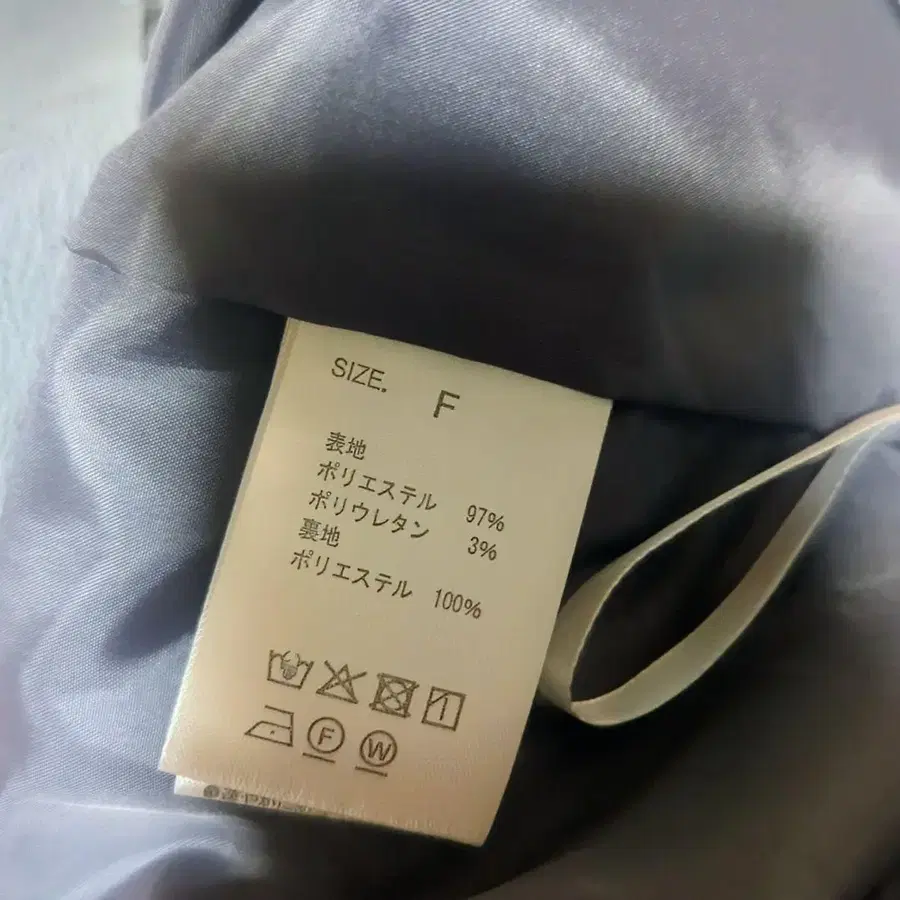 SIZE. F
表地
ポリエステル 97%
ポリウレタン 3%
裏地
ポリエステル 100%
F W